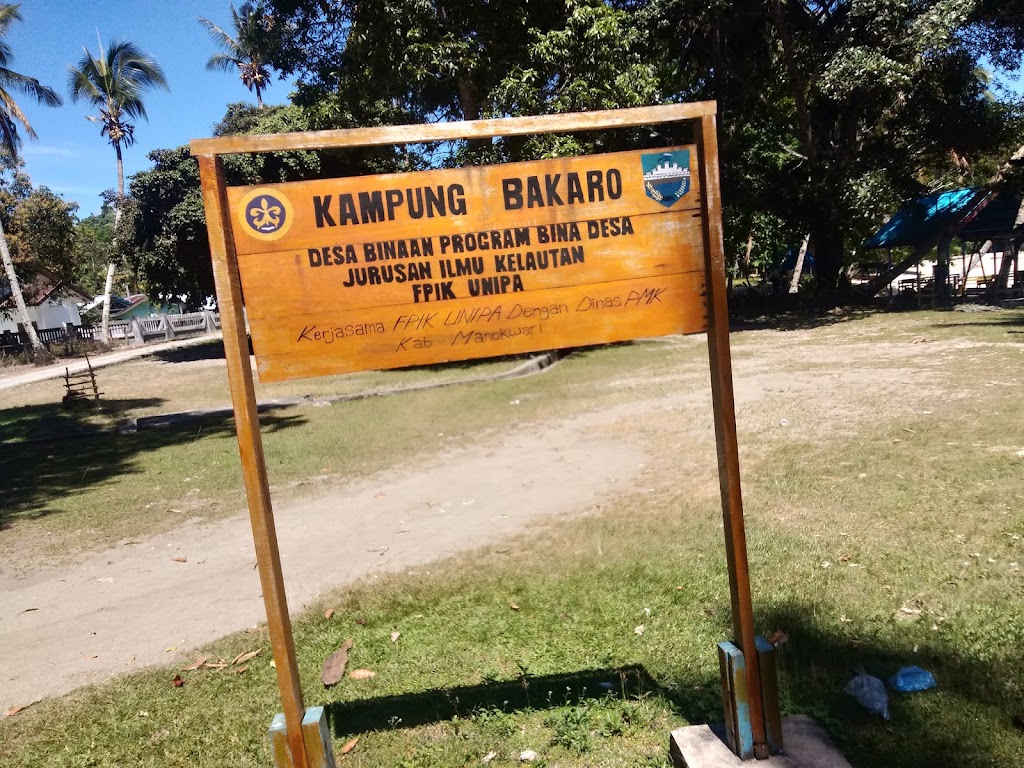 KAMPUNG BAKARO
DESA BINAAN PROGRAM BINA DESA
JURUSAN ILMU KELAUTAN
FPIK UNIPA
Kerjasama FPIK UNIPA Dengan Dinas PMK
Kab Manokwari